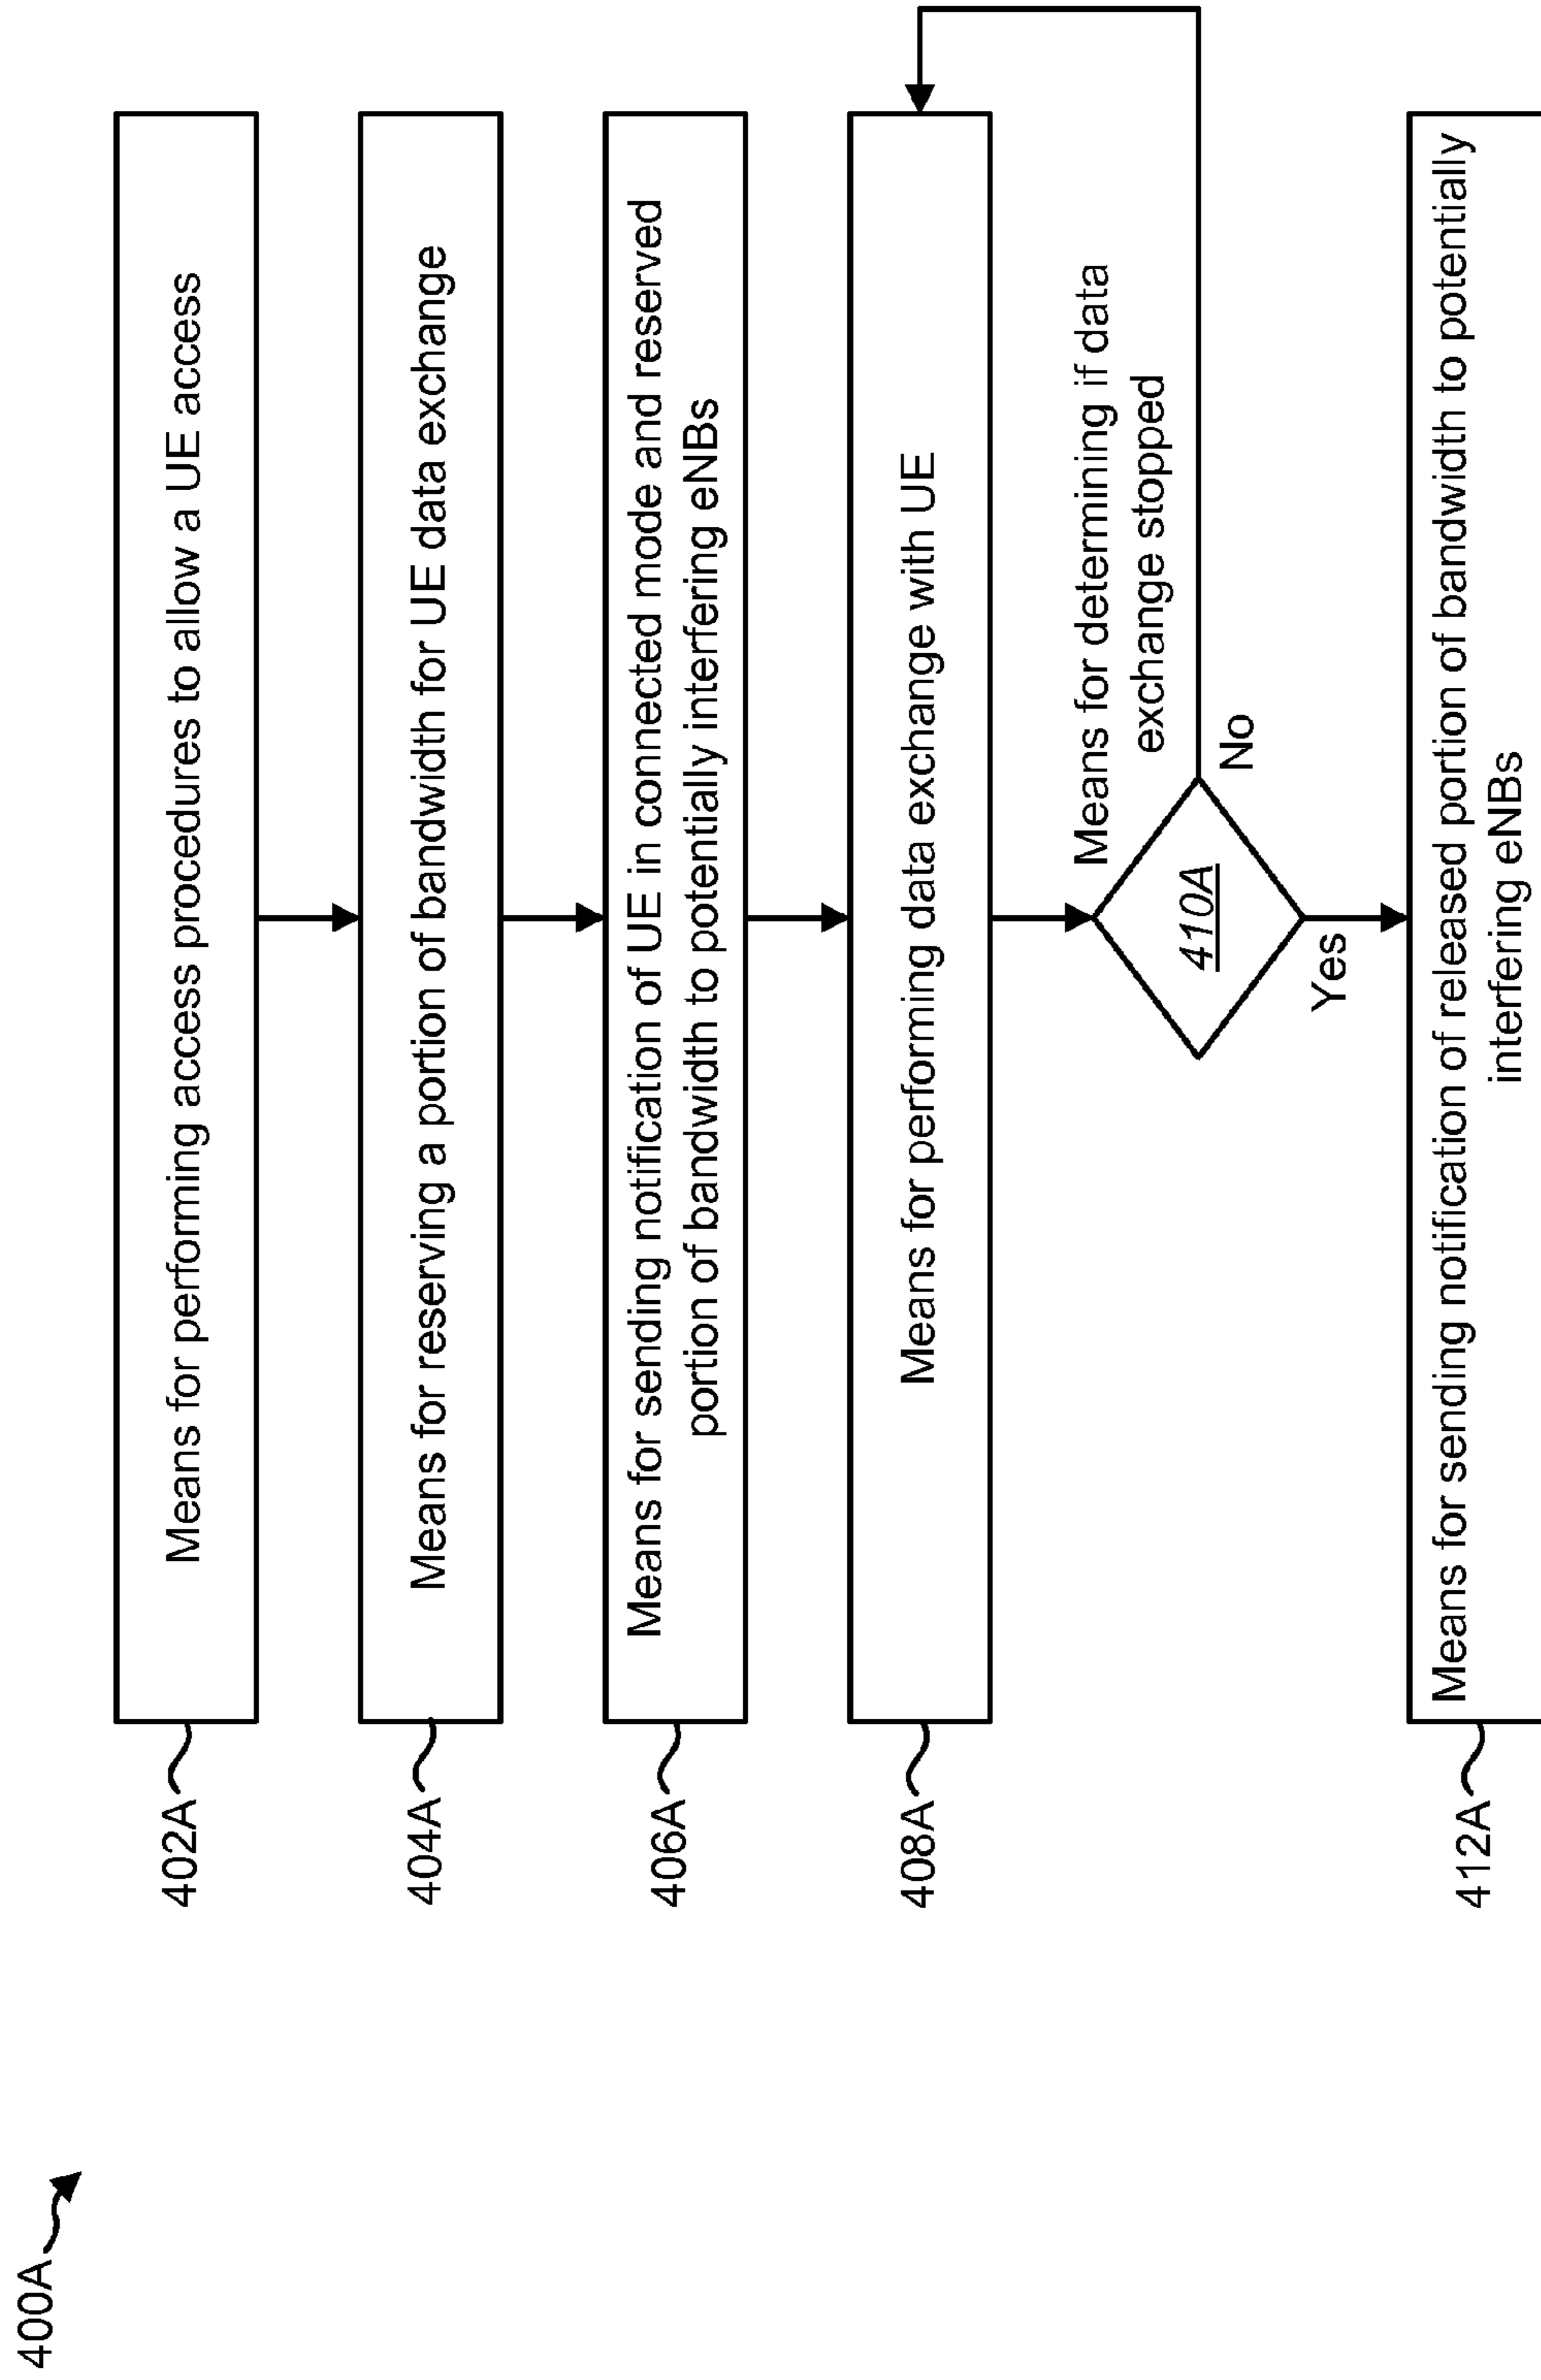 400A
402A
Means for performing access procedures to allow a UE access
404A
Means for reserving a portion of bandwidth for UE data exchange
406A
Means for sending notification of UE in connected mode and reserved
portion of bandwidth to potentially interfering eNBs
408A
Means for performing data exchange with UE
Means for determining if data
exchange stopped
410A
No
Yes
412A
Means for sending notification of released portion of bandwidth to potentially
interfering eNBs